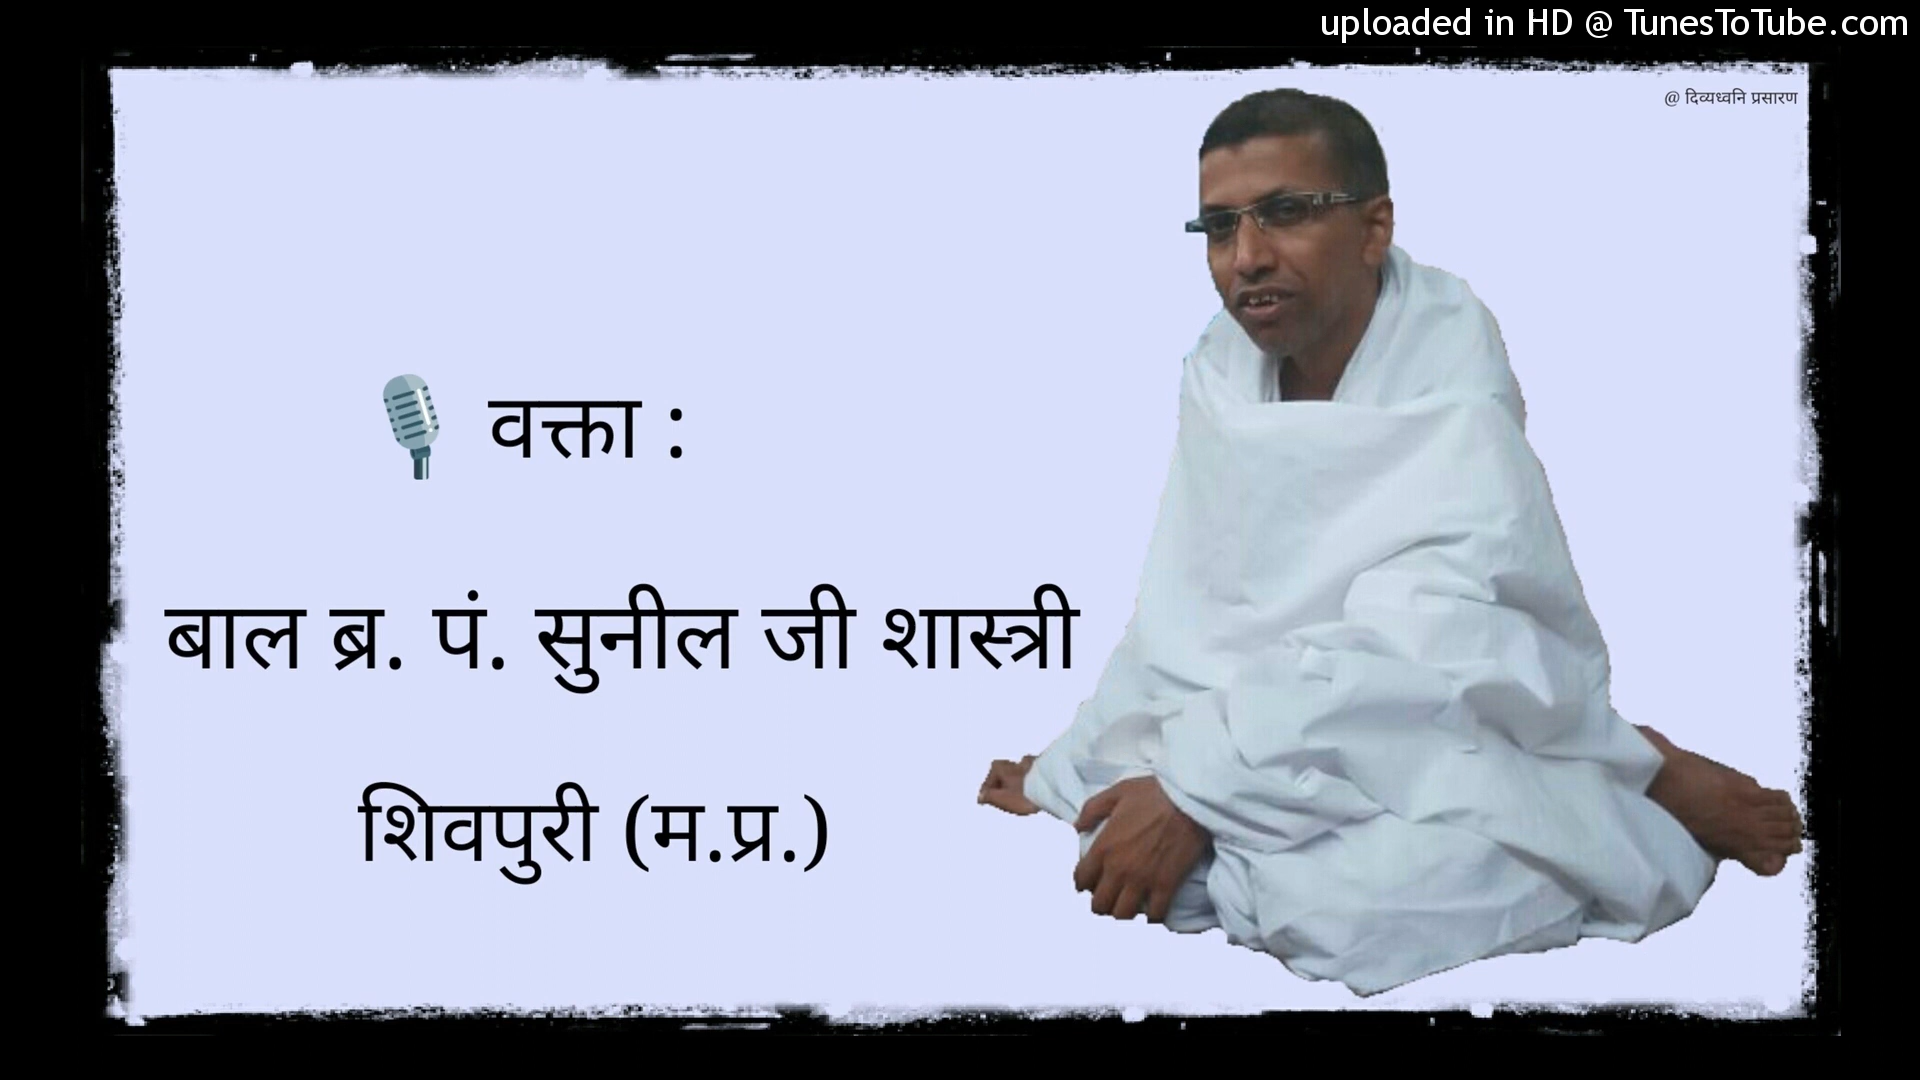 uploaded in HD @ TunesToTube.com
@ दिव्यध्वनि प्रसारण
वक्ता :
बाल ब्र. पं. सुनील जी शास्त्री
शिवपुरी (म.प्र.)